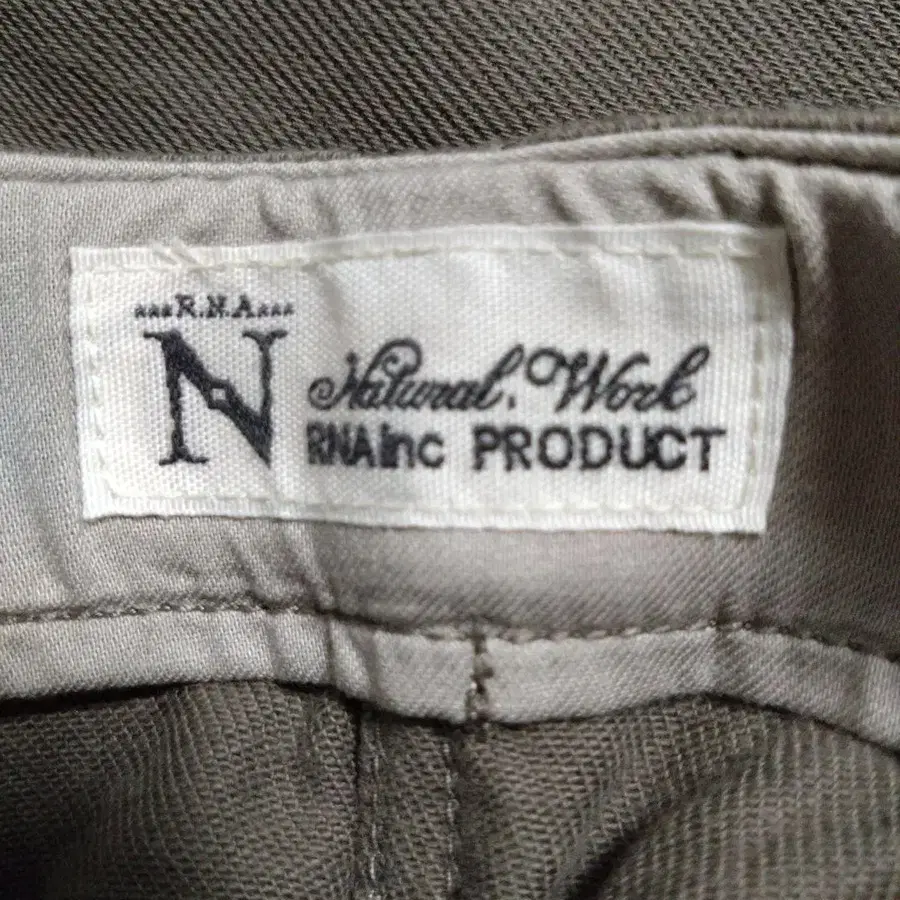 ***R.N.A***
N
Natural. Work
RNAinc PRODUCT